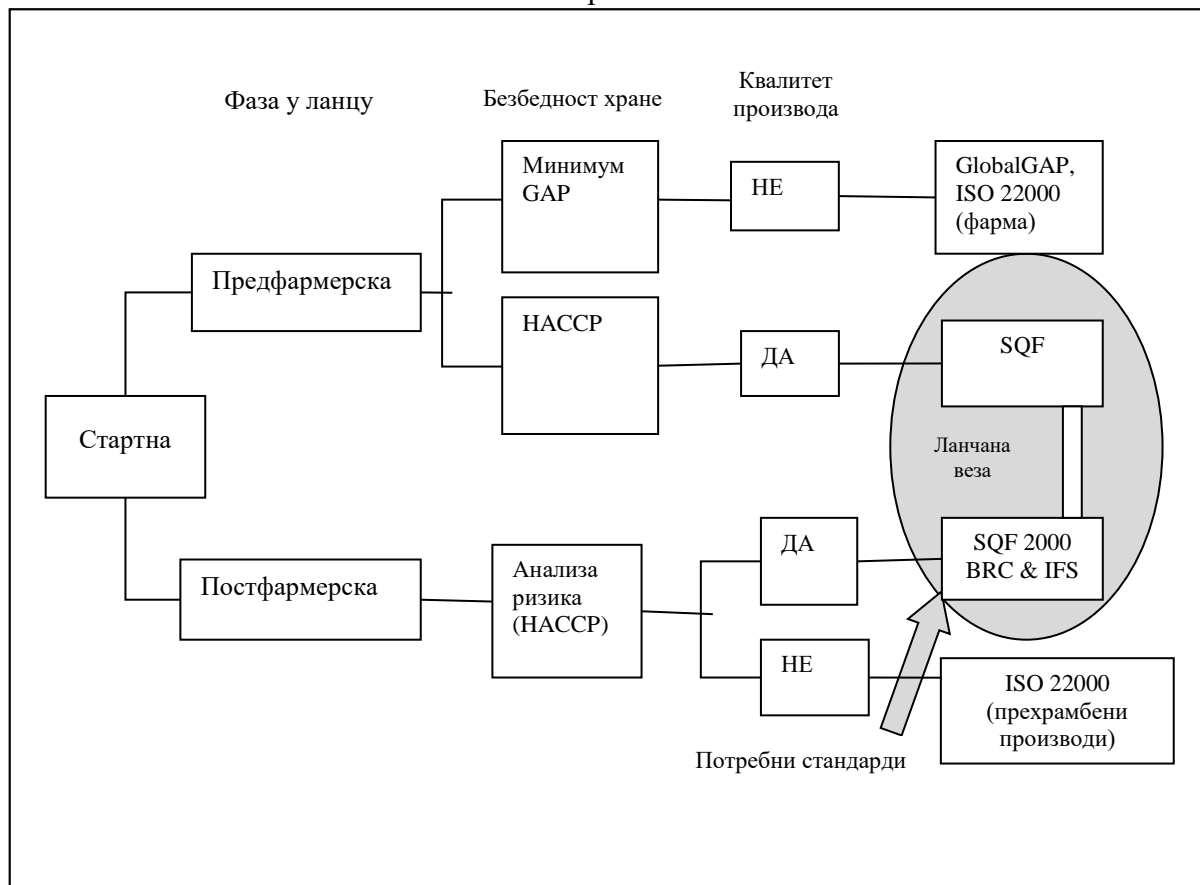 Фаза у ланцу
Безбедност хране
Квалитет
производа
Минимум
GAP
НЕ
GlobalGAP,
ISO 22000
(фарма)
Предфармерска
HACCP
ДА
SQF
Стартна
Ланчана
веза
Постфармерска
Анализа
ризика
(HACCP)
ДА
SQF 2000
BRC & IFS
НЕ
ISO 22000
(прехрамбени
производи)
Потребни стандарди